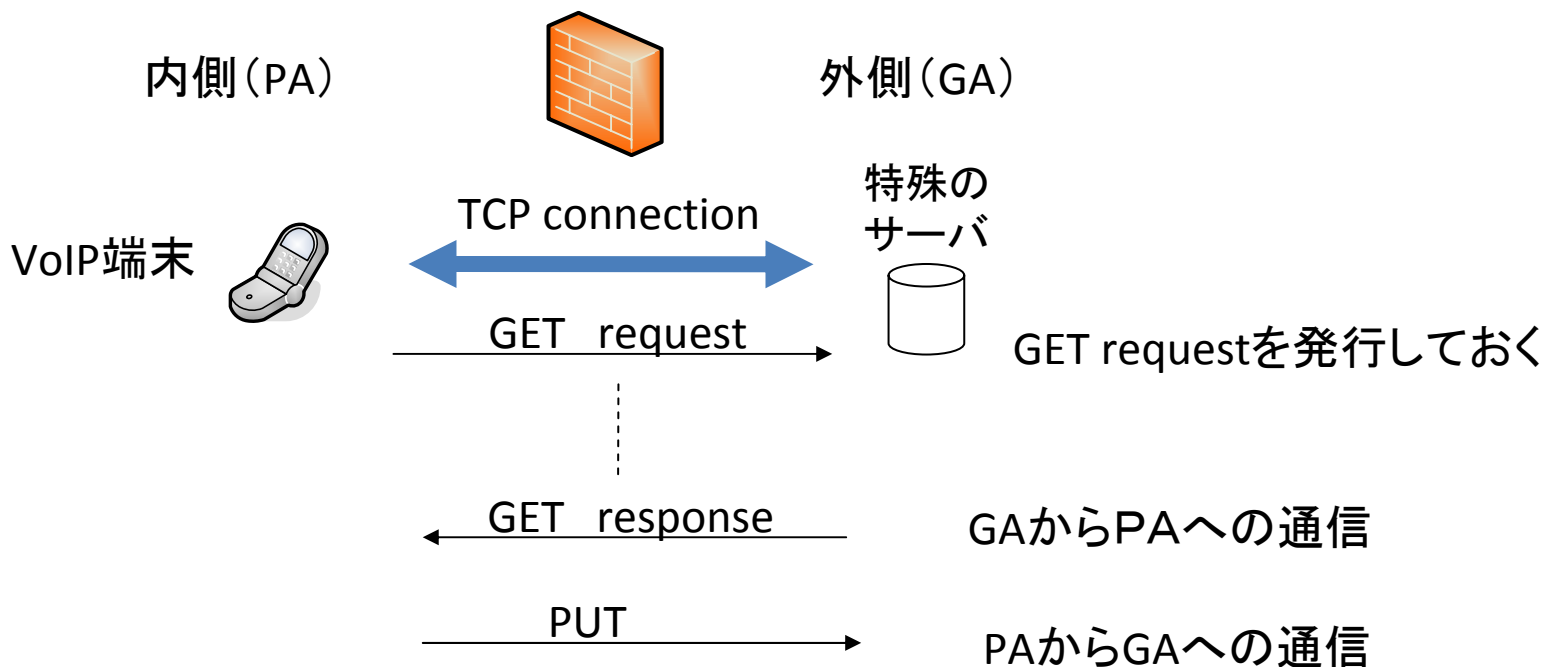 内側（PA）
外側（GA）
特殊の
サーバ
TCP connection
VoIP端末
GET request
GET requestを発行しておく
GET response
GAからＰＡへの通信
PUT
PAからGAへの通信